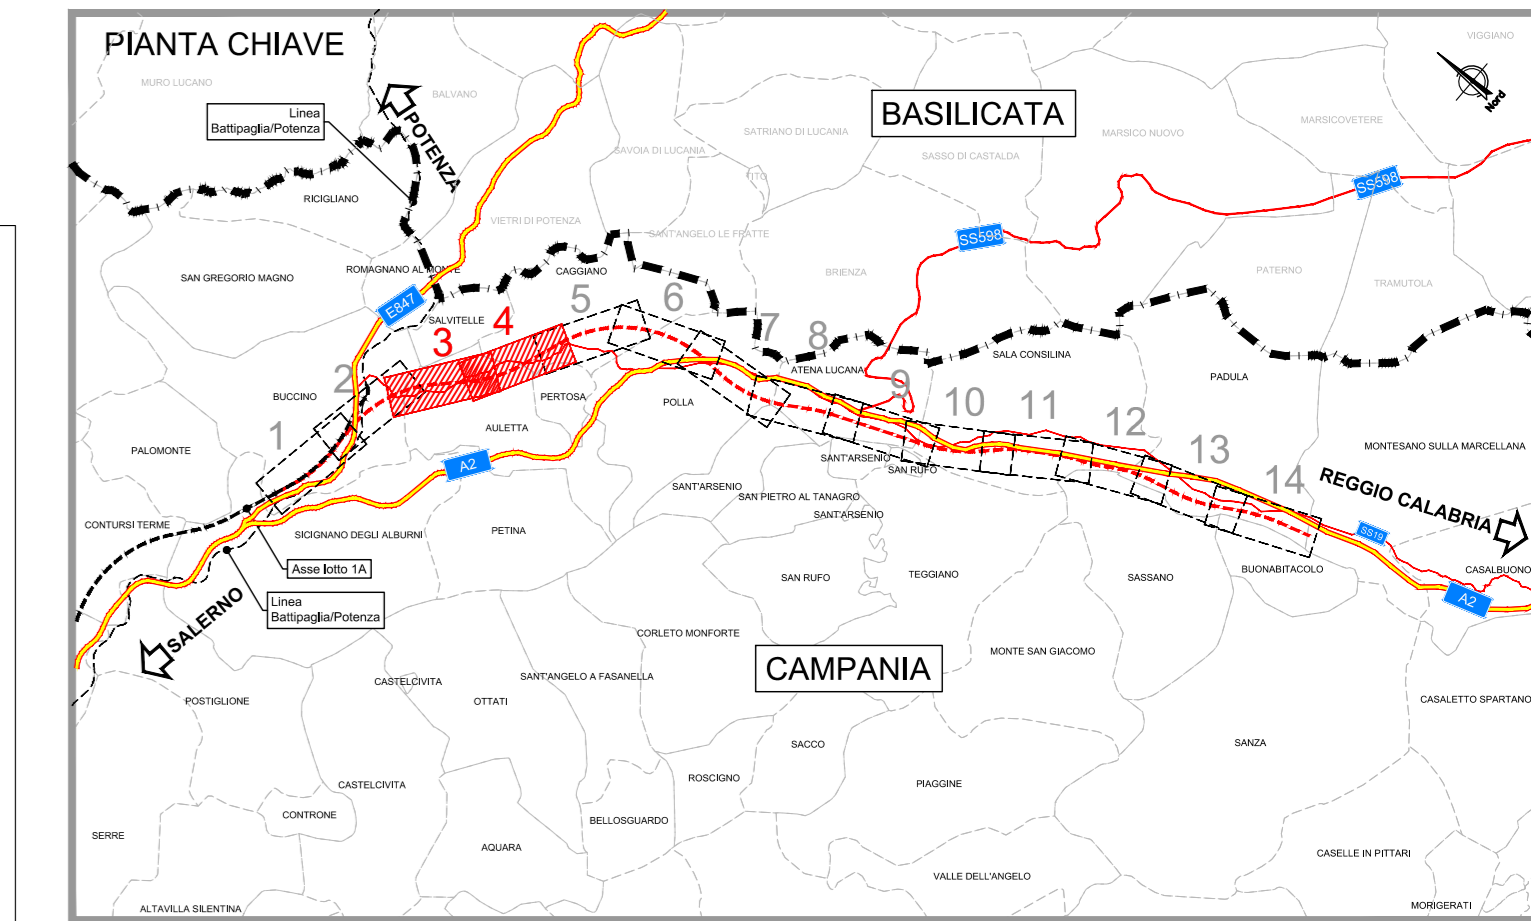 PIANTA CHIAVE
VIGGIANO
MURO LUCANO
BALVANO
Linea
Battipaglia/Potenza
POTENZA
BASILICATA
Nord
SATRIANO DI LUCANIA
MARSICO NUOVO
MARSICOVETERE
SAVOIA DI LUCANIA
SASSO DI CASTALDA
TITO
SS598
RICIGLIANO
VIETRI DI POTENZA
SANT'ANGELO LE FRATTE
SS598
SAN GREGORIO MAGNO
ROMAGNANO AL MONTE
CAGGIANO
BRIENZA
PATERNO
TRAMUTOLA
E847
5
6
SALVITELLE
4
3
7
8
SALA CONSILINA
ATENA LUCANA
PADULA
2
BUCCINO
PERTOSA
POLLA
9
10
11
12
AULETTA
1
PALOMONTE
A2
SANT'ARSENIO
SAN RUFO
13
MONTESANO SULLA MARCELLANA
SANT'ARSENIO
SAN PIETRO AL TANAGRO
SANT'ARSENIO
14
REGGIO CALABRIA
CONTURSI TERME
SICIGNANO DEGLI ALBURNI
PETINA
SS19
Asse lotto 1A
SAN RUFO
TEGGIANO
SASSANO
BUONABITACOLO
CASALBUONO
A2
Linea
Battipaglia/Potenza
SALERNO
CORLETO MONFORTE
MONTE SAN GIACOMO
CAMPANIA
CASTELCIVITA
SANT'ANGELO A FASANELLA
POSTIGLIONE
OTTATI
CASALETTO SPARTANO
SACCO
SANZA
ROSCIGNO
PIAGGINE
CASTELCIVITA
CONTRONE
BELLOSGUARDO
SERRE
AQUARA
CASELLE IN PITTARI
VALLE DELL'ANGELO
ALTAVILLA SILENTINA
MORIGERATI